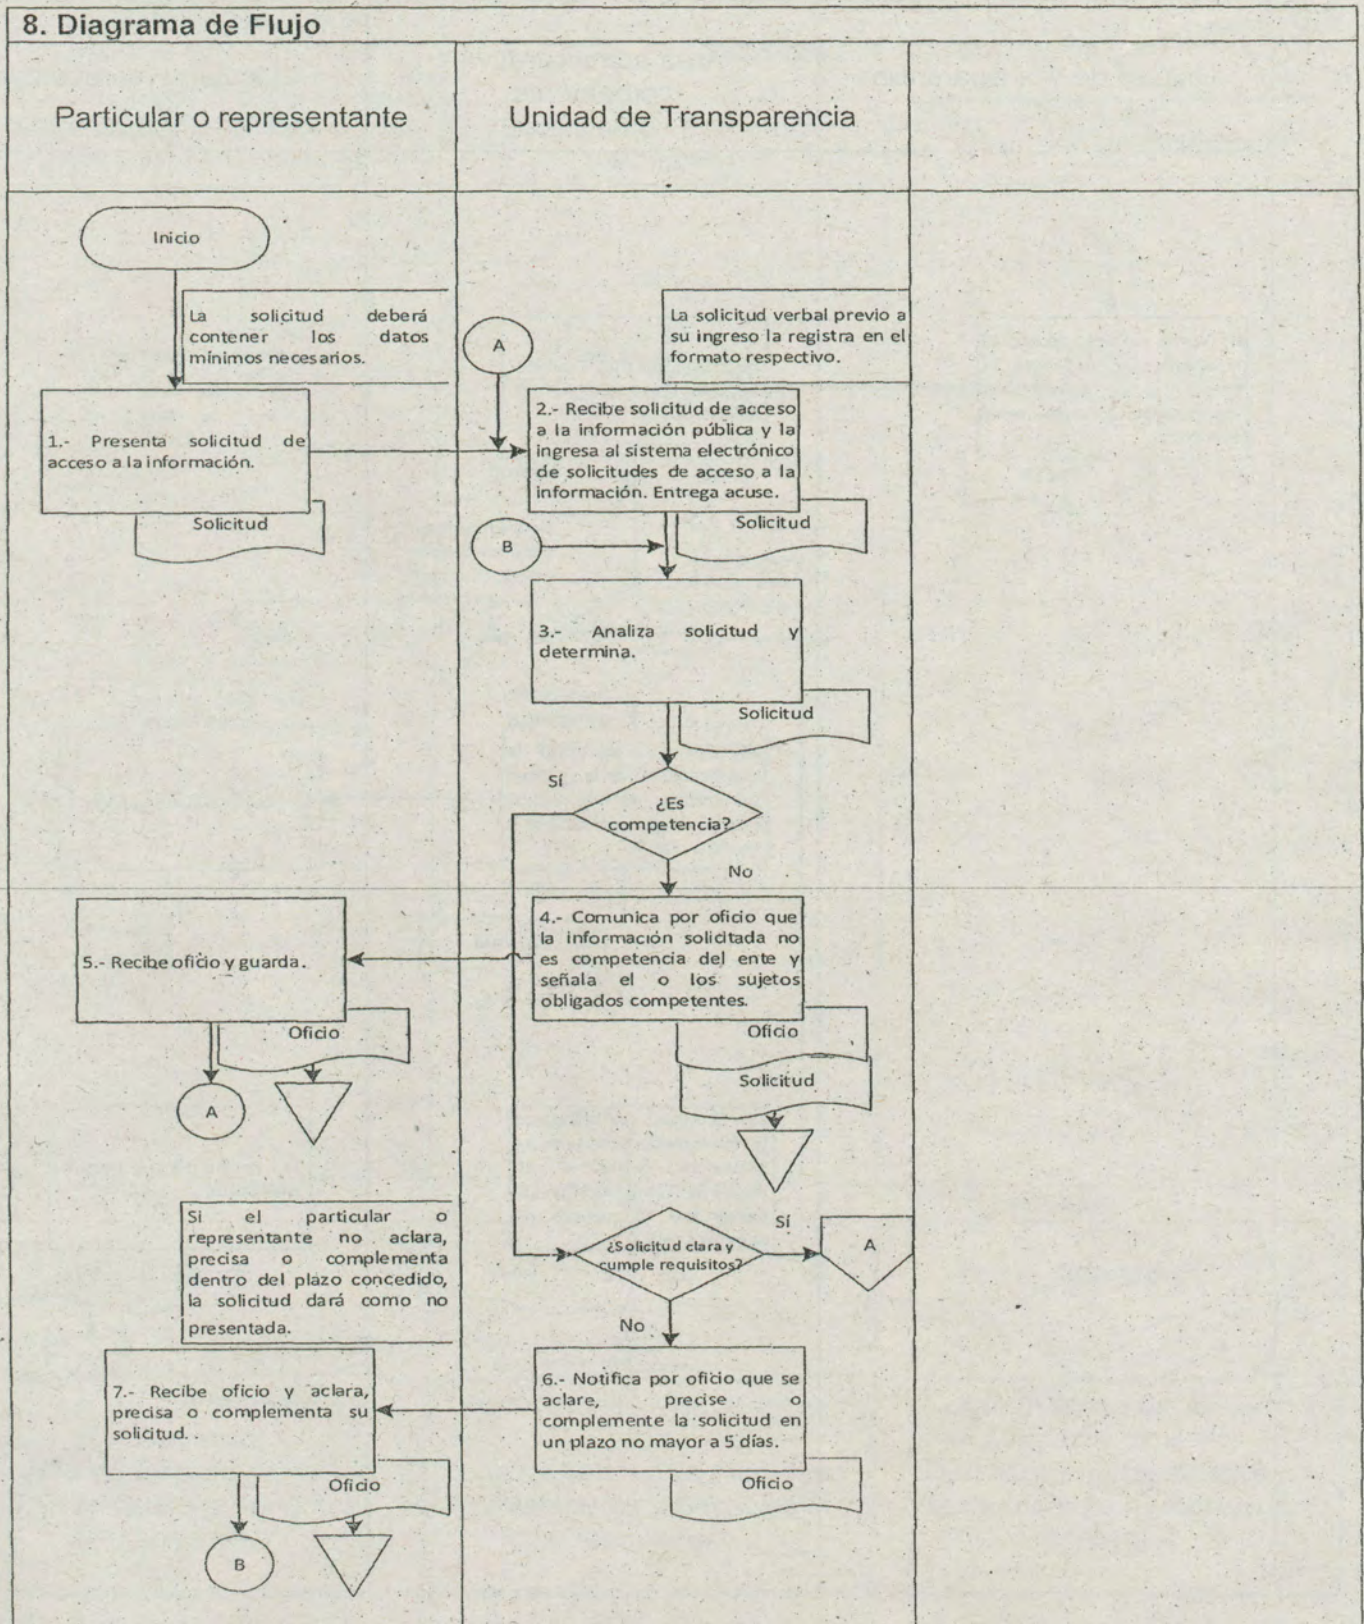 8. Diagrama de Flujo
Particular o representante
Unidad de Transparencia
Inicio
La solicitud deberá
contener los datos
mínimos necesarios.
A
La solicitud verbal previo a
su ingreso la registra en el
formato respectivo.
1.- Presenta solicitud de
acceso a la información.
Solicitud
2.- Recibe solicitud de acceso
a la información pública y la
ingresa al sistema electrónico
de solicitudes de acceso a la
información. Entrega acuse.
Solicitud
B
3.- Analiza solicitud y
determina.
Solicitud
Sí
¿Es
competencia?
No
4.- Comunica por oficio que
la información solicitada no
es competencia del ente y
señala el o los sujetos
obligados competentes.
Oficio
Solicitud
5.- Recibe oficio y guarda.
Oficio
A
Si el particular o
representante no aclara,
precisa o complementa
dentro del plazo concedido,
la solicitud dará como no
presentada.
¿Solicitud clara y
cumple requisitos?
Sí
A
No
6.- Notifica por oficio que se
aclare, precise o
complemente la solicitud en
un plazo no mayor a 5 días.
Oficio
7.- Recibe oficio y aclara,
precisa o complementa su
solicitud. .
Oficio
B